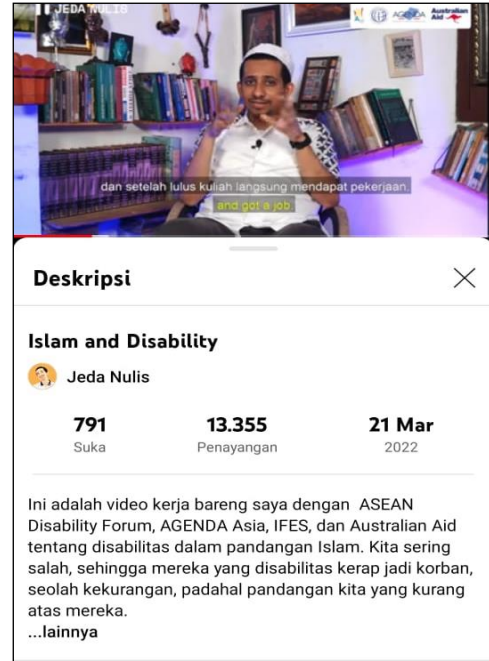 JEDA NULIS
AGENDA
Australian
Aid
dan setelah lulus kuliah langsung mendapat pekerjaan.
and got a job.
Deskripsi
Islam and Disability
Jeda Nulis
791 13.355 21 Mar
Suka Penayangan 2022
Ini adalah video kerja bareng saya dengan ASEAN
Disability Forum, AGENDA Asia, IFES, dan Australian Aid
tentang disabilitas dalam pandangan Islam. Kita sering
salah, sehingga mereka yang disabilitas kerap jadi korban,
seolah kekurangan, padahal pandangan kita yang kurang
atas mereka.
...lainnya